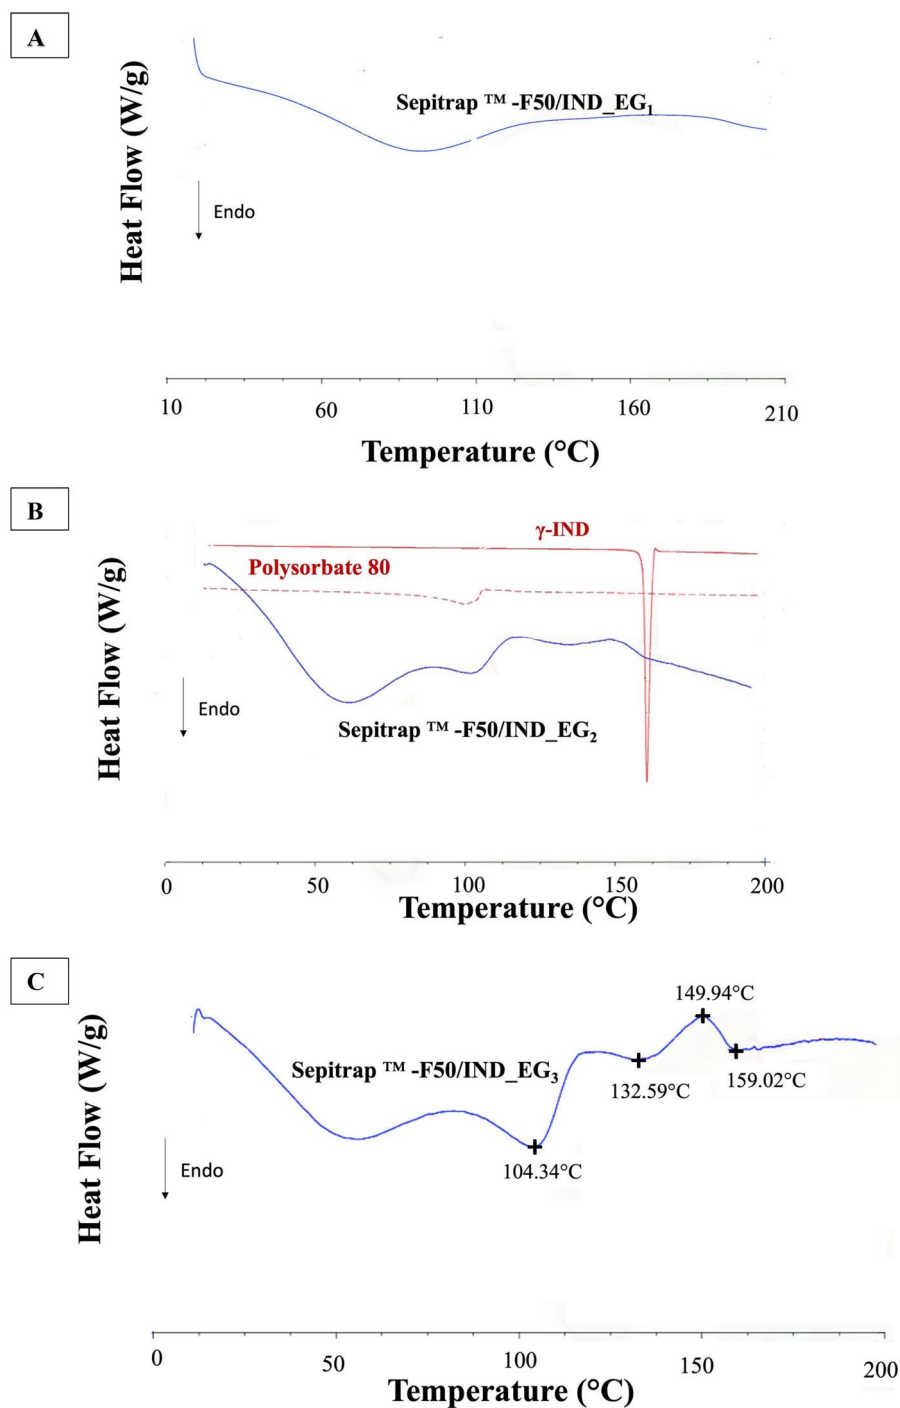 A
Heat Flow (W/g)
Sepitrap ™ -F50/IND_EG₁
Endo
10 60 110 160 210
Temperature (°C)
B
Heat Flow (W/g)
γ-IND
Polysorbate 80
Endo
Sepitrap ™ -F50/IND_EG₂
0 50 100 150 200
Temperature (°C)
C
Heat Flow (W/g)
149.94°C
Sepitrap ™ -F50/IND_EG₃
132.59°C
159.02°C
104.34°C
Endo
0 50 100 150 200
Temperature (°C)